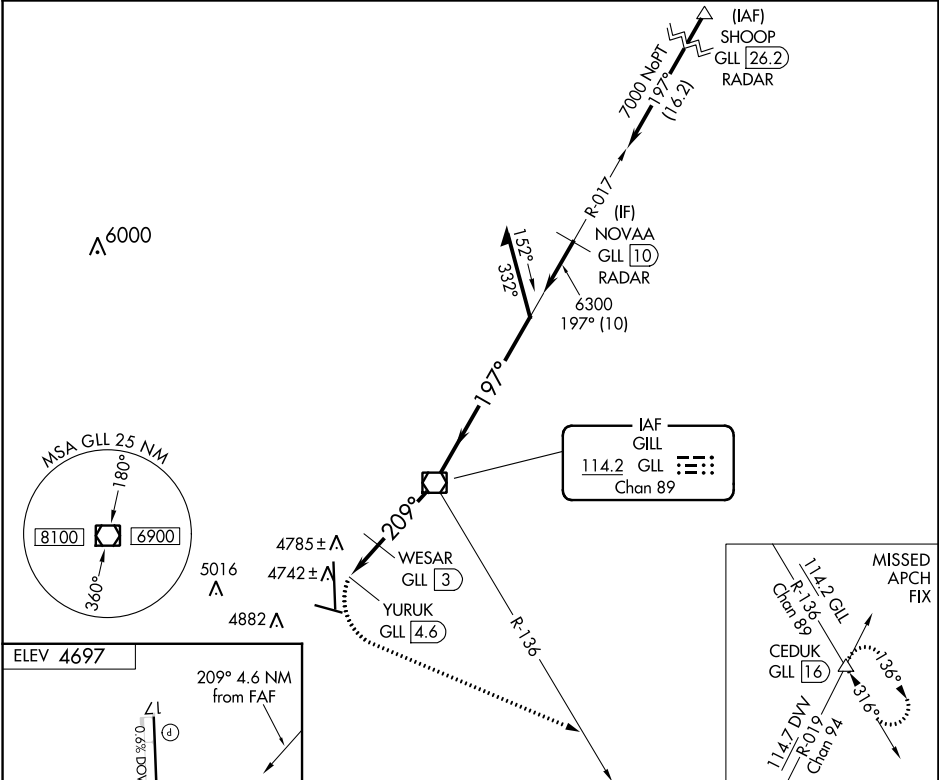 (IAF)
SHOOP
GLL 26.2
RADAR
7000 NoPT
197°
(16.2)
R-017
(IF)
NOVAA
GLL 10
RADAR
6300
197° (10)
152°
332°
6000
197°
IAF
GILL
114.2 GLL
Chan 89
MSA GLL 25 NM
180°
8100
6900
360°
209°
4785 ±
4742 ±
WESAR
GLL 3
5016
4882
YURUK
GLL 4.6
R-136
MISSED
APCH
FIX
114.2 GLL
R-136
Chan 89
CEDUK
GLL 16
136°
316°
114.7 DVV
R-019
Chan 94
ELEV 4697
209° 4.6 NM
from FAF
17
P